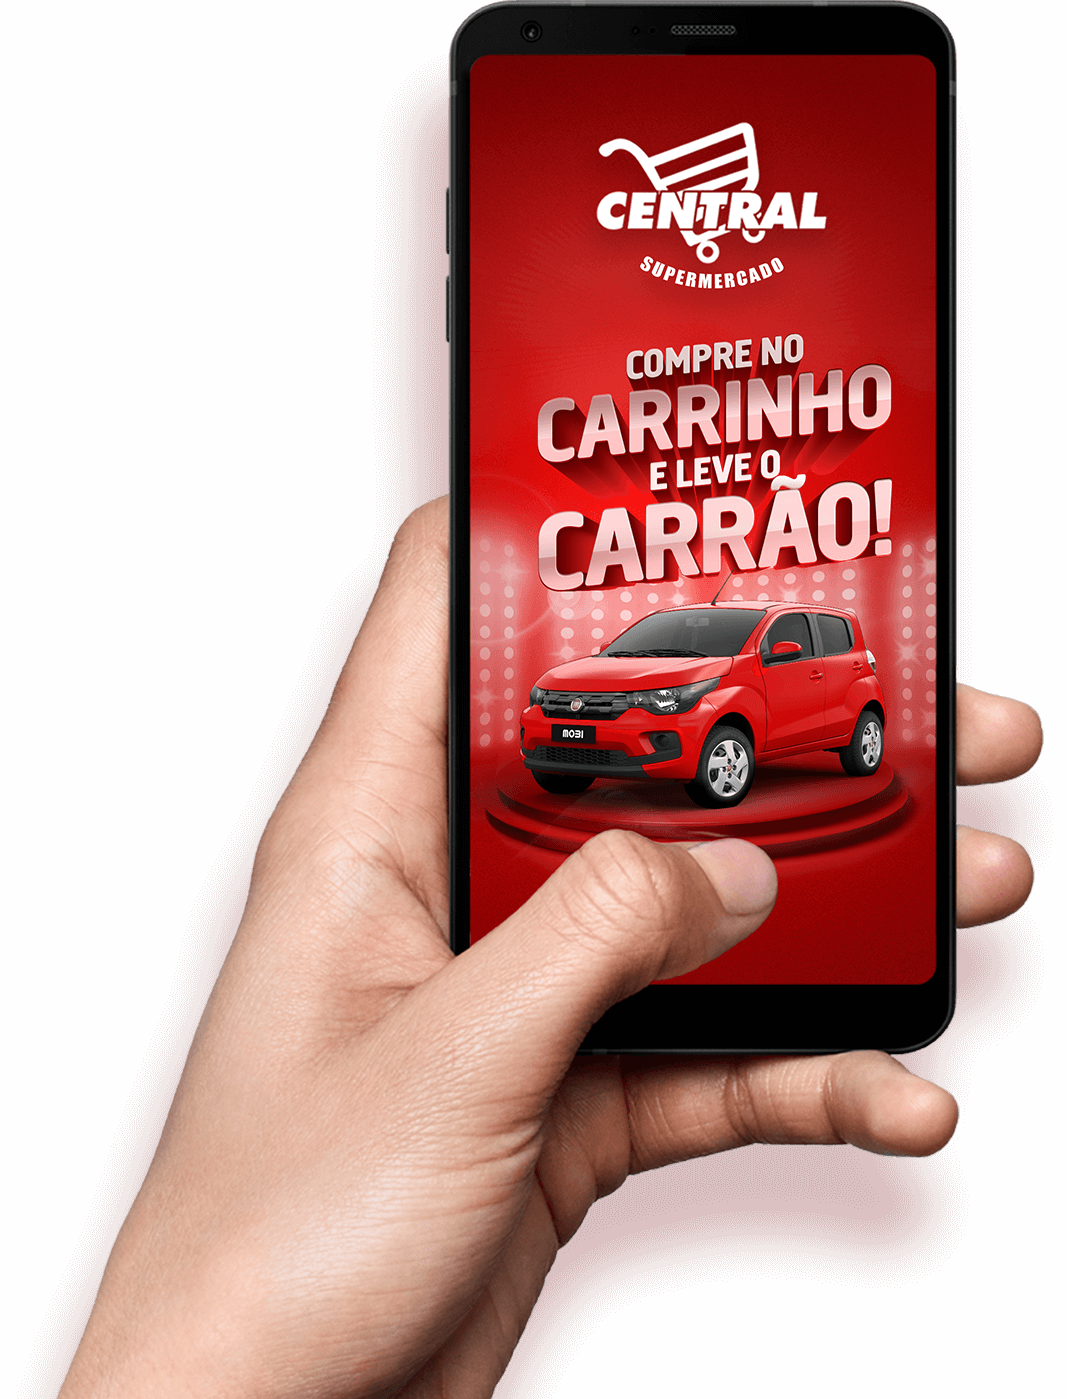 CENTRAL
SUPERMERCADO
COMPRE NO
CARRINHO
E LEVE O
CARRÃO!
MOBI